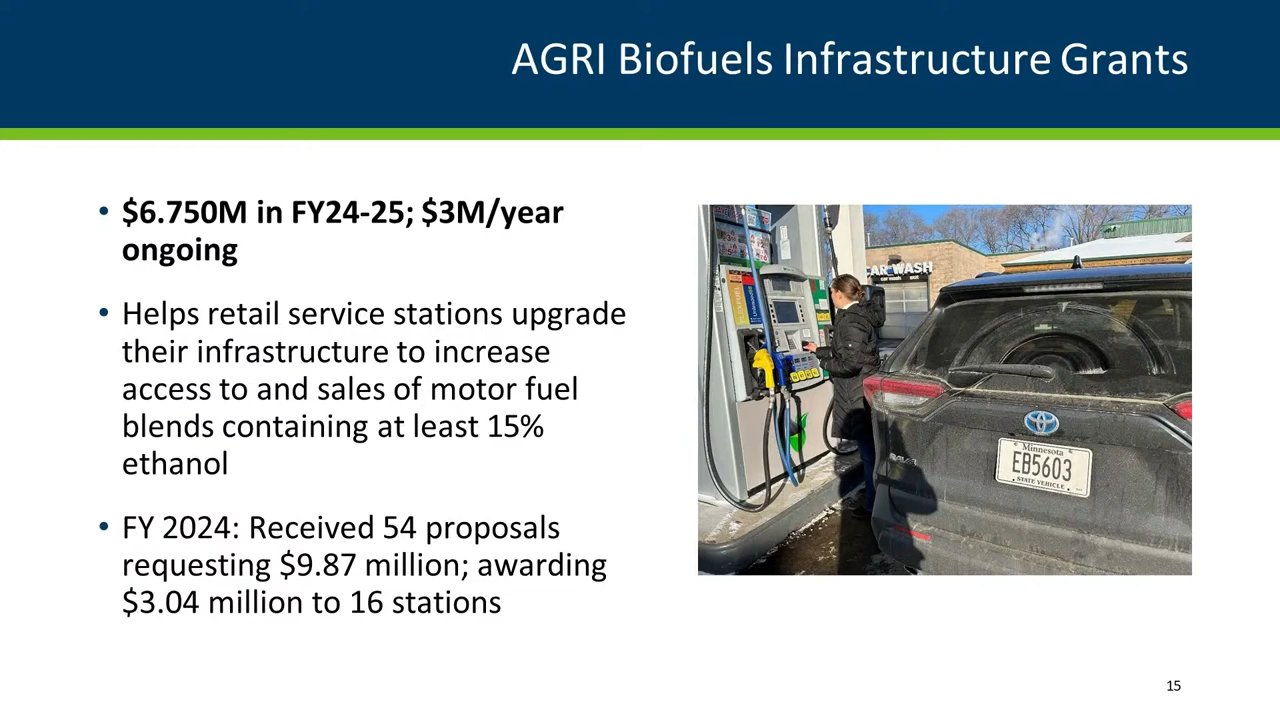 AGRI Biofuels Infrastructure Grants
• $6.750M in FY24-25; $3M/year
ongoing
• Helps retail service stations upgrade
their infrastructure to increase
access to and sales of motor fuel
blends containing at least 15%
ethanol
• FY 2024: Received 54 proposals
requesting $9.87 million; awarding
$3.04 million to 16 stations
CAR WASH
Minnesota
EB5603
STATE VEHICLE
15